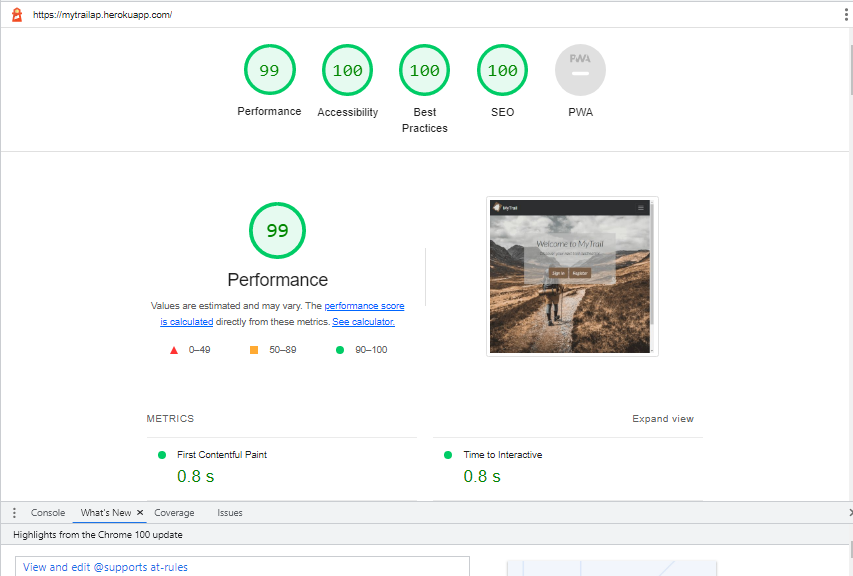 https://mytrailap.herokuapp.com/
99
100
100
100
PWA
Performance
Accessibility
Best
Practices
SEO
PWA
99
Performance
Values are estimated and may vary. The performance score
is calculated directly from these metrics. See calculator.
0–49
50–89
90–100
MyTrail
Welcome to MyTrail
Sign in
Register
METRICS
Expand view
First Contentful Paint
0.8 s
Time to Interactive
0.8 s
Console
What's New
Coverage
Issues
Highlights from the Chrome 100 update
View and edit @supports at-rules